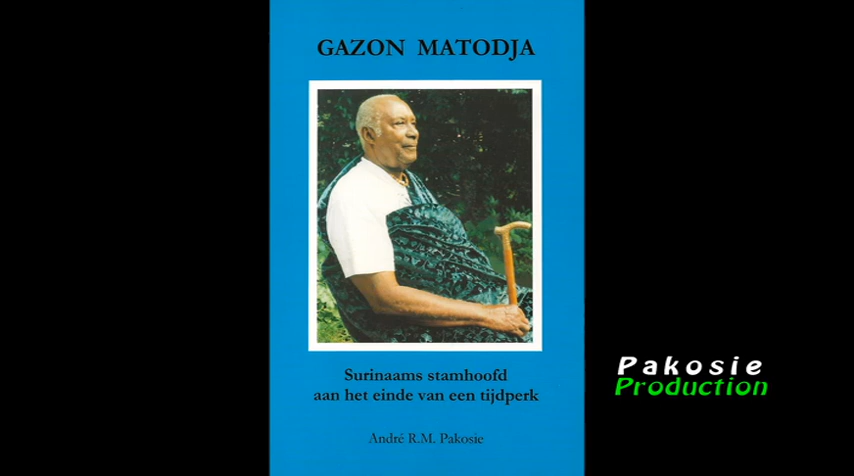 GAZON MATODJA
Surinaams stamhoofd
aan het einde van een tijdperk
André R.M. Pakosie
Pakosie
Production